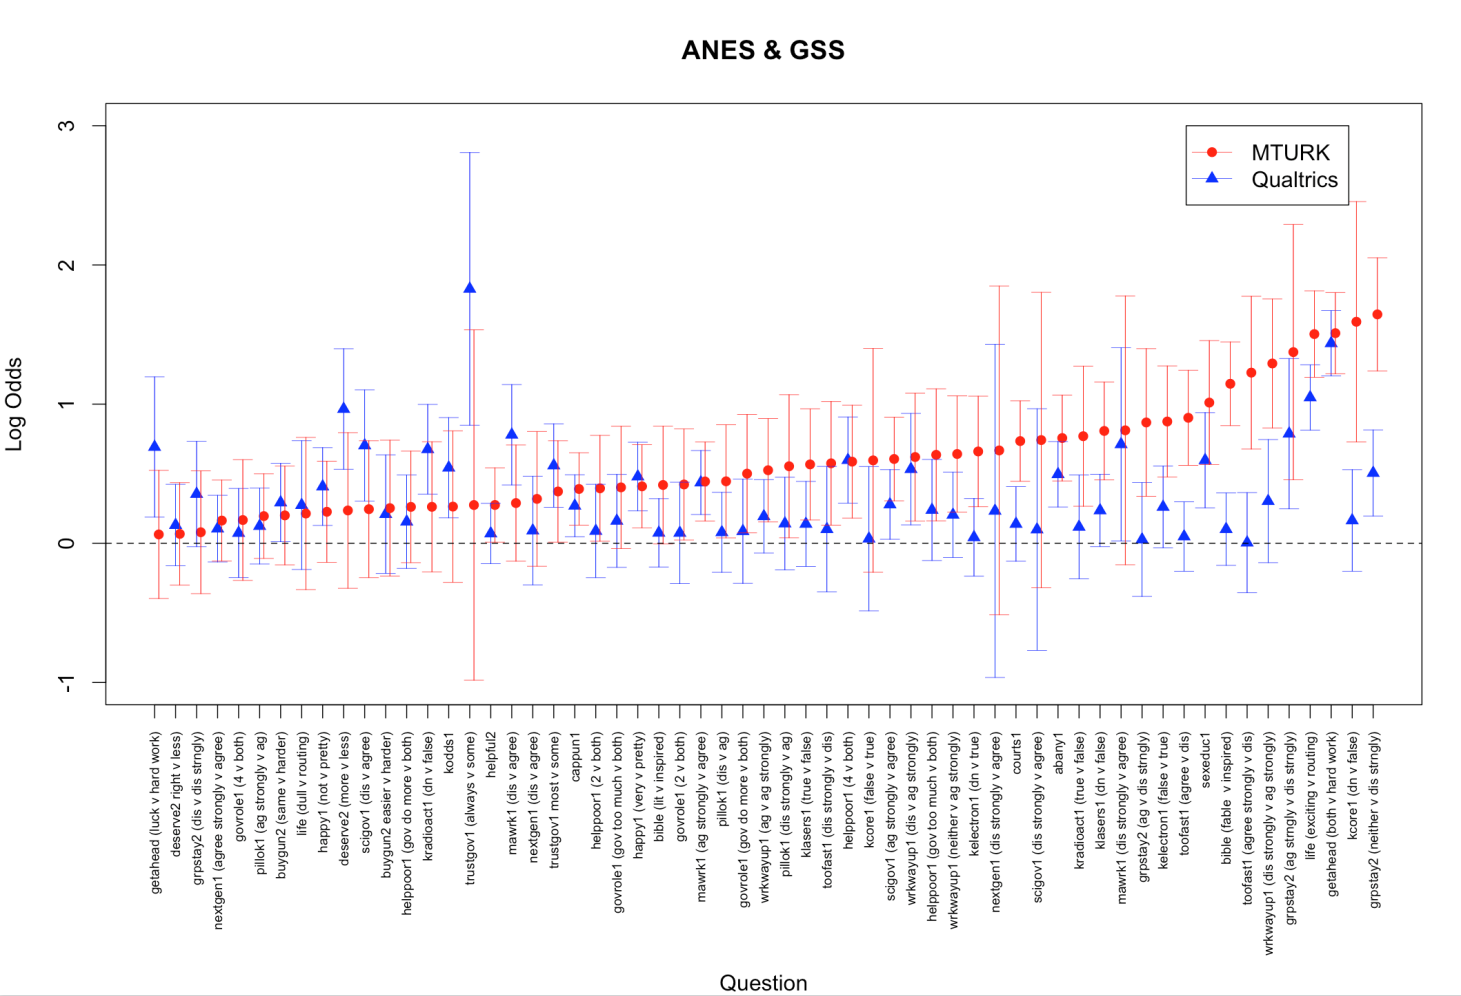 ANES & GSS
3
2
1
0
-1
Log Odds
MTURK
Qualtrics
getahead (luck v hard work)
deserve2 right v less)
grpstay2 (dis v dis strngly)
nextgen1 (agree strongly v agree)
govrole1 (4 v both)
pillok1 (ag strongly v ag)
buygun2 (same v harder)
life (dull v routing)
happy1 (not v pretty)
deserve2 (more v less)
scigov1 (dis v agree)
buygun2 easier v harder)
helppoor1 (gov do more v both)
kradioact1 (dn v false)
kodds1
trustgov1 (always v some)
helpful2
mawrk1 (dis v agree)
nextgen1 (dis v agree)
trustgov1 most v some)
cappun1
helppoor1 (2 v both)
govrole1 (gov too much v both)
happy1 (very v pretty)
bible (lit v inspired)
govrole1 (2 v both)
mawrk1 (ag strongly v agree)
pillok1 (dis v ag)
govrole1 (gov do more v both)
wrkwayup1 (ag v ag strongly)
pillok1 (dis strongly v ag)
klasers1 (true v false)
toofast1 (dis strongly v dis)
helppoor1 (4 v both)
kcore1 (false v true)
scigov1 (ag strongly v agree)
wrkwayup1 (dis v ag strongly)
helppoor1 (gov too much v both)
wrkwayup1 (neither v ag strongly)
kelectron1 (dn v true)
nextgen1 (dis strongly v agree)
courts1
scigov1 (dis strongly v agree)
abany1
kradioact1 (true v false)
klasers1 (dn v false)
mawrk1 (dis strongly v agree)
grpstay2 (ag v dis strngly)
kelectron1 (false v true)
toofast1 (agree v dis)
sexeduc1
bible (fable v inspired)
toofast1 (agree strongly v dis)
wrkwayup1 (dis strongly v ag strongly)
grpstay2 (ag strngly v dis strngly)
life (exciting v routing)
getahead (both v hard work)
kcore1 (dn v false)
grpstay2 (neither v dis strngly)
Question